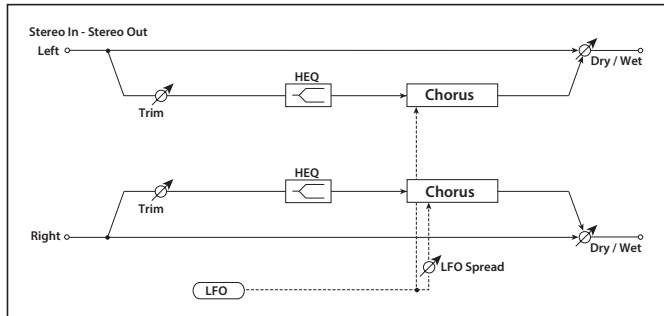 Stereo In - Stereo Out
Left
Dry / Wet
HEQ
Chorus
Trim
HEQ
Chorus
Trim
Right
Dry / Wet
LFO Spread
LFO